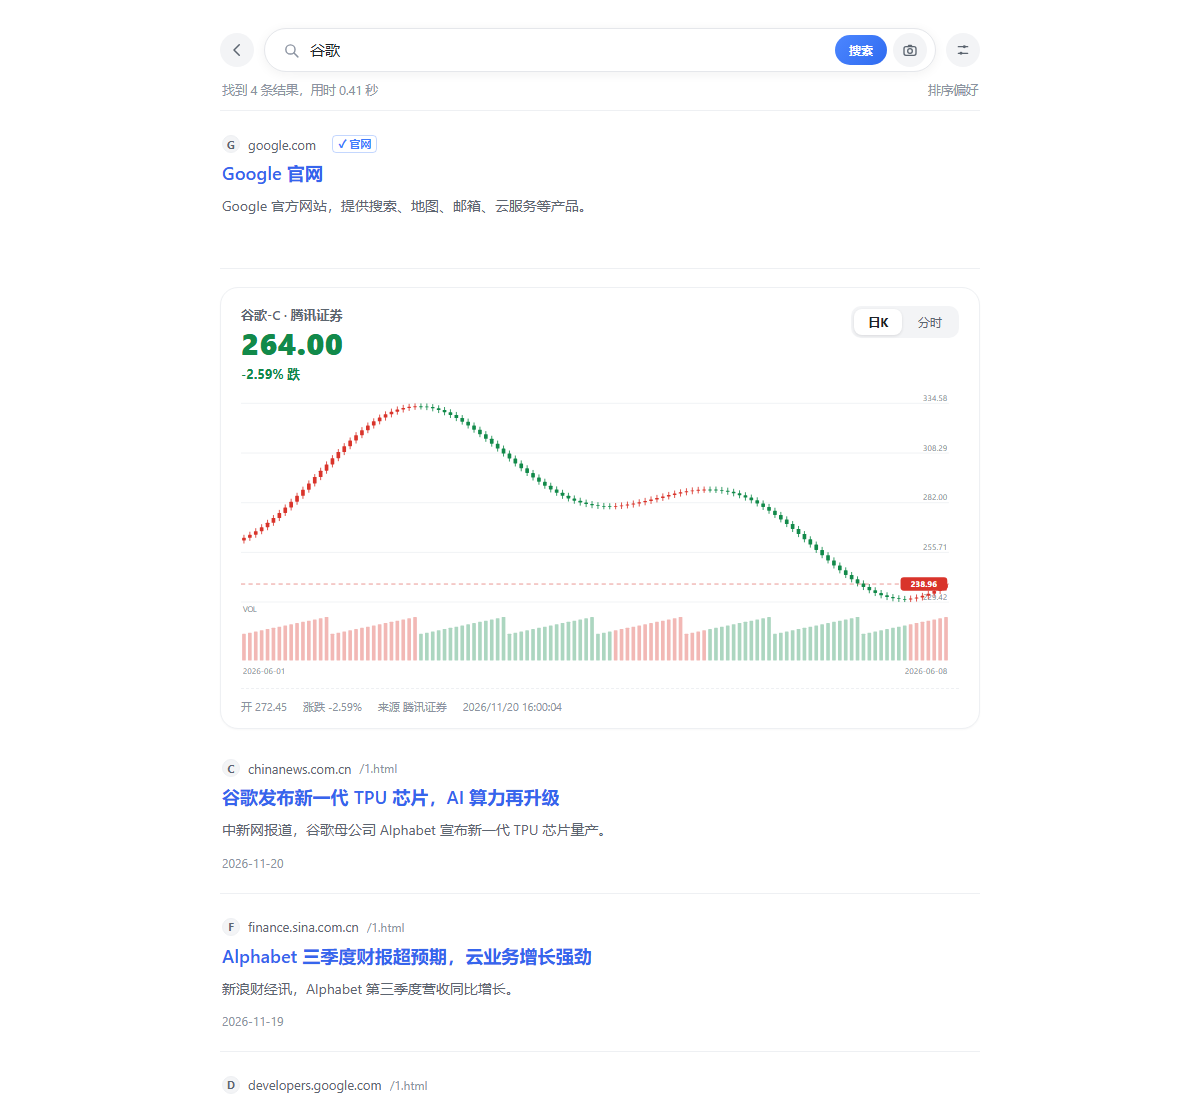 谷歌
搜索
找到 4 条结果，用时 0.41 秒
排序偏好
G google.com ✓ 官网
Google 官网
Google 官方网站，提供搜索、地图、邮箱、云服务等产品。
谷歌-C · 腾讯证券
日K 分时
264.00
-2.59% 跌
334.58
308.29
282.00
255.71
238.96
VOL
2026-06-01
2026-06-08
开 272.45 涨跌 -2.59% 来源 腾讯证券 2026/11/20 16:00:04
C chinanews.com.cn /1.html
谷歌发布新一代 TPU 芯片，AI 算力再升级
中新网报道，谷歌母公司 Alphabet 宣布新一代 TPU 芯片量产。
2026-11-20
F finance.sina.com.cn /1.html
Alphabet 三季度财报超预期，云业务增长强劲
新浪财经讯，Alphabet 第三季度营收同比增长。
2026-11-19
D developers.google.com /1.html